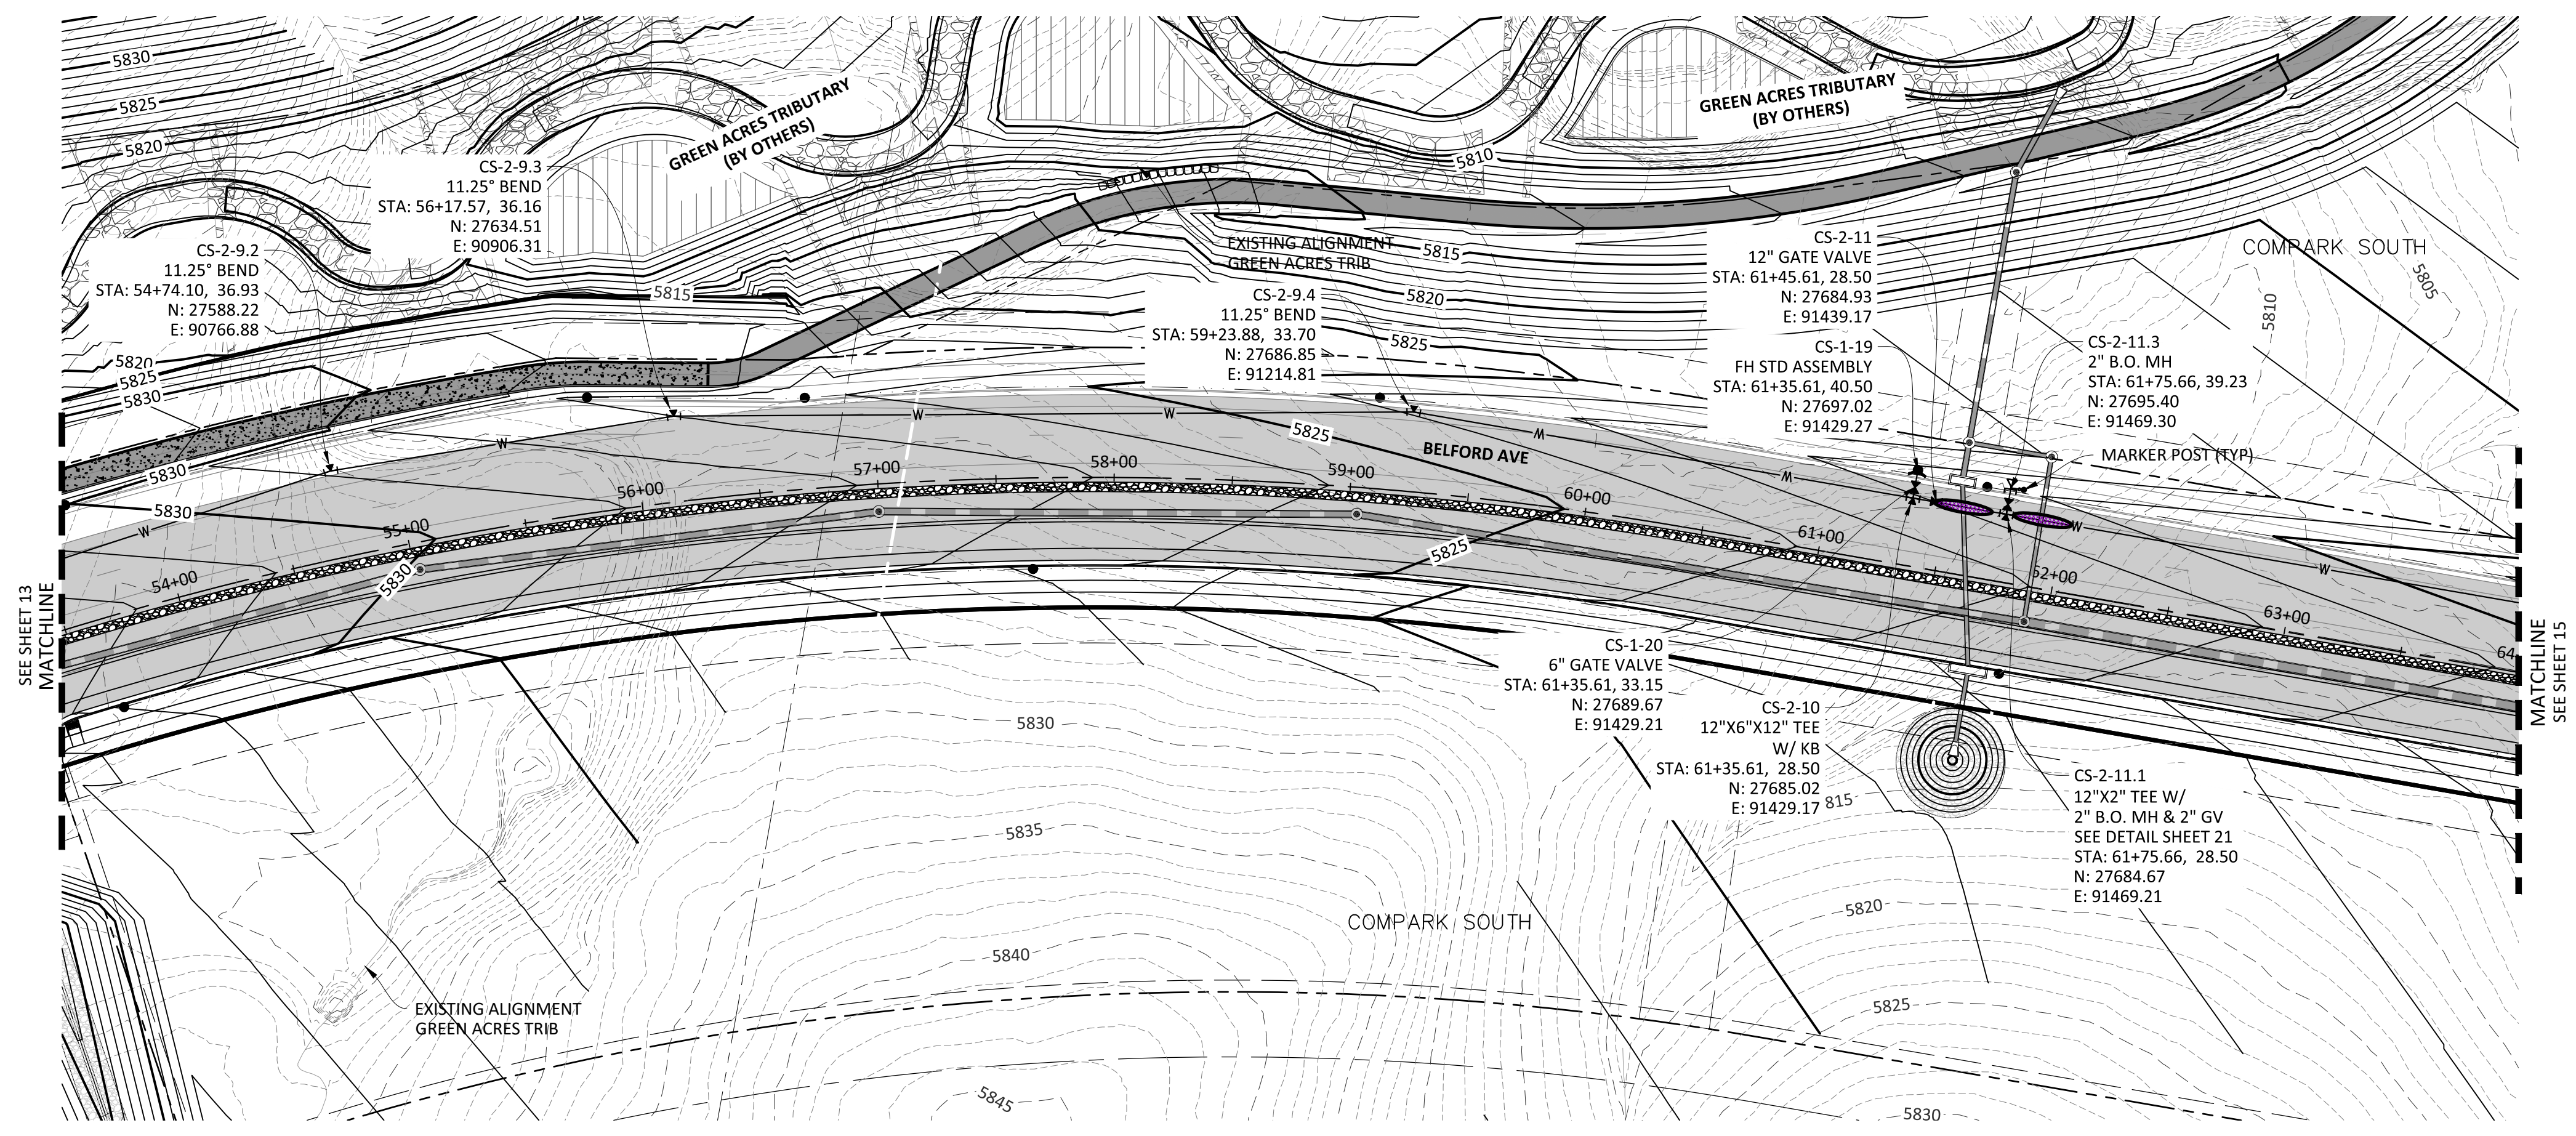 5830
5825
5820
GREEN ACRES TRIBUTARY
(BY OTHERS)
GREEN ACRES TRIBUTARY
(BY OTHERS)
5810
CS-2-9.3
11.25° BEND
STA: 56+17.57, 36.16
N: 27634.51
E: 90906.31
CS-2-9.2
11.25° BEND
STA: 54+74.10, 36.93
N: 27588.22
E: 90766.88
5815
EXISTING ALIGNMENT
GREEN ACRES TRIB
5815
5820
5825
CS-2-9.4
11.25° BEND
STA: 59+23.88, 33.70
N: 27686.85
E: 91214.81
CS-2-11
12" GATE VALVE
STA: 61+45.61, 28.50
N: 27684.93
E: 91439.17
COMPARK SOUTH
5805
5810
CS-1-19
FH STD ASSEMBLY
STA: 61+35.61, 40.50
N: 27697.02
E: 91429.27
CS-2-11.3
2" B.O. MH
STA: 61+75.66, 39.23
N: 27695.40
E: 91469.30
MARKER POST (TYP)
5820
5825
5830
5830
5830
5825
BELFORD AVE
W
W
W
W
W
W
W
W
54+00
55+00
56+00
57+00
58+00
59+00
60+00
61+00
62+00
63+00
64
5830
5825
SEE SHEET 13
MATCHLINE
MATCHLINE
SEE SHEET 15
CS-1-20
6" GATE VALVE
STA: 61+35.61, 33.15
N: 27689.67
E: 91429.21
CS-2-10
12"X6"X12" TEE
W/ KB
STA: 61+35.61, 28.50
N: 27685.02
E: 91429.17
815
CS-2-11.1
12"X2" TEE W/
2" B.O. MH & 2" GV
SEE DETAIL SHEET 21
STA: 61+75.66, 28.50
N: 27684.67
E: 91469.21
5830
5835
5840
5845
COMPARK SOUTH
5820
5825
5830
EXISTING ALIGNMENT
GREEN ACRES TRIB